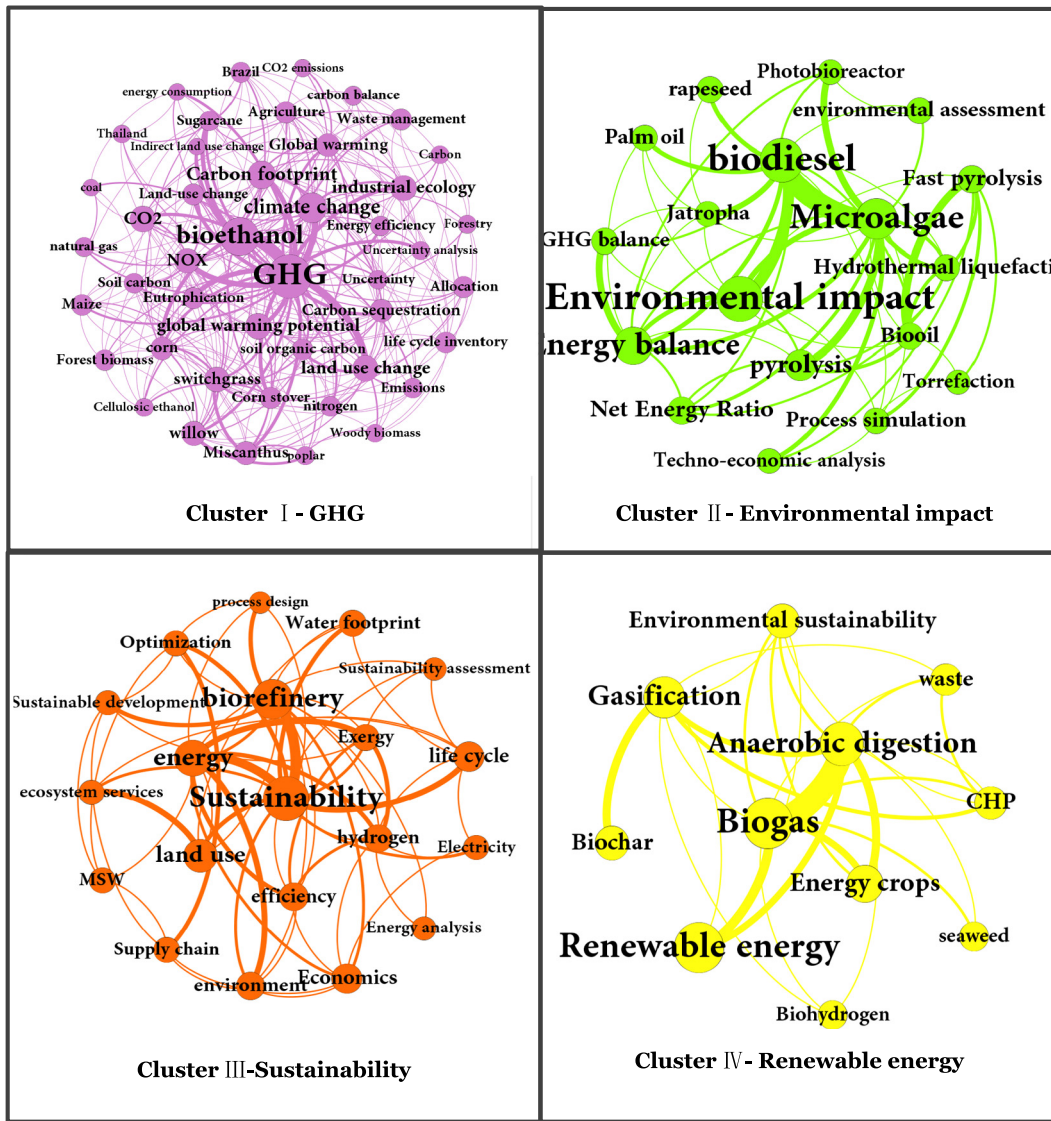 CO2 emissions
Brazil
energy consumption
carbon balance
Agriculture
Sugarcane
Waste management
Thailand
Indirect land use change
Global warming
Carbon
Carbon footprint
coal
Land-use change
industrial ecology
climate change
CO2
Energy efficiency
Forestry
bioethanol
natural gas
NOX
Uncertainty analysis
GHG
Soil carbon
Uncertainty
Allocation
Maize
Eutrophication
Carbon sequestration
global warming potential
life cycle inventory
corn
soil organic carbon
Forest biomass
land use change
switchgrass
Emissions
Corn stover
Cellulosic ethanol
nitrogen
willow
Woody biomass
Miscanthus
poplar
Cluster Ⅰ - GHG
Photobioreactor
rapeseed
environmental assessment
Palm oil
biodiesel
Fast pyrolysis
Jatropha
Microalgae
GHG balance
Hydrothermal liquefacti
Environmental impact
Energy balance
Biooil
pyrolysis
Torrefaction
Net Energy Ratio
Process simulation
Techno-economic analysis
Cluster Ⅱ - Environmental impact
process design
Water footprint
Optimization
Sustainability assessment
biorefinery
Sustainable development
Exergy
energy
life cycle
ecosystem services
Sustainability
hydrogen
Electricity
land use
MSW
efficiency
Energy analysis
Supply chain
Economics
environment
Cluster Ⅲ-Sustainability
Environmental sustainability
waste
Gasification
Anaerobic digestion
CHP
Biogas
Biochar
Energy crops
seaweed
Renewable energy
Biohydrogen
Cluster Ⅳ - Renewable energy